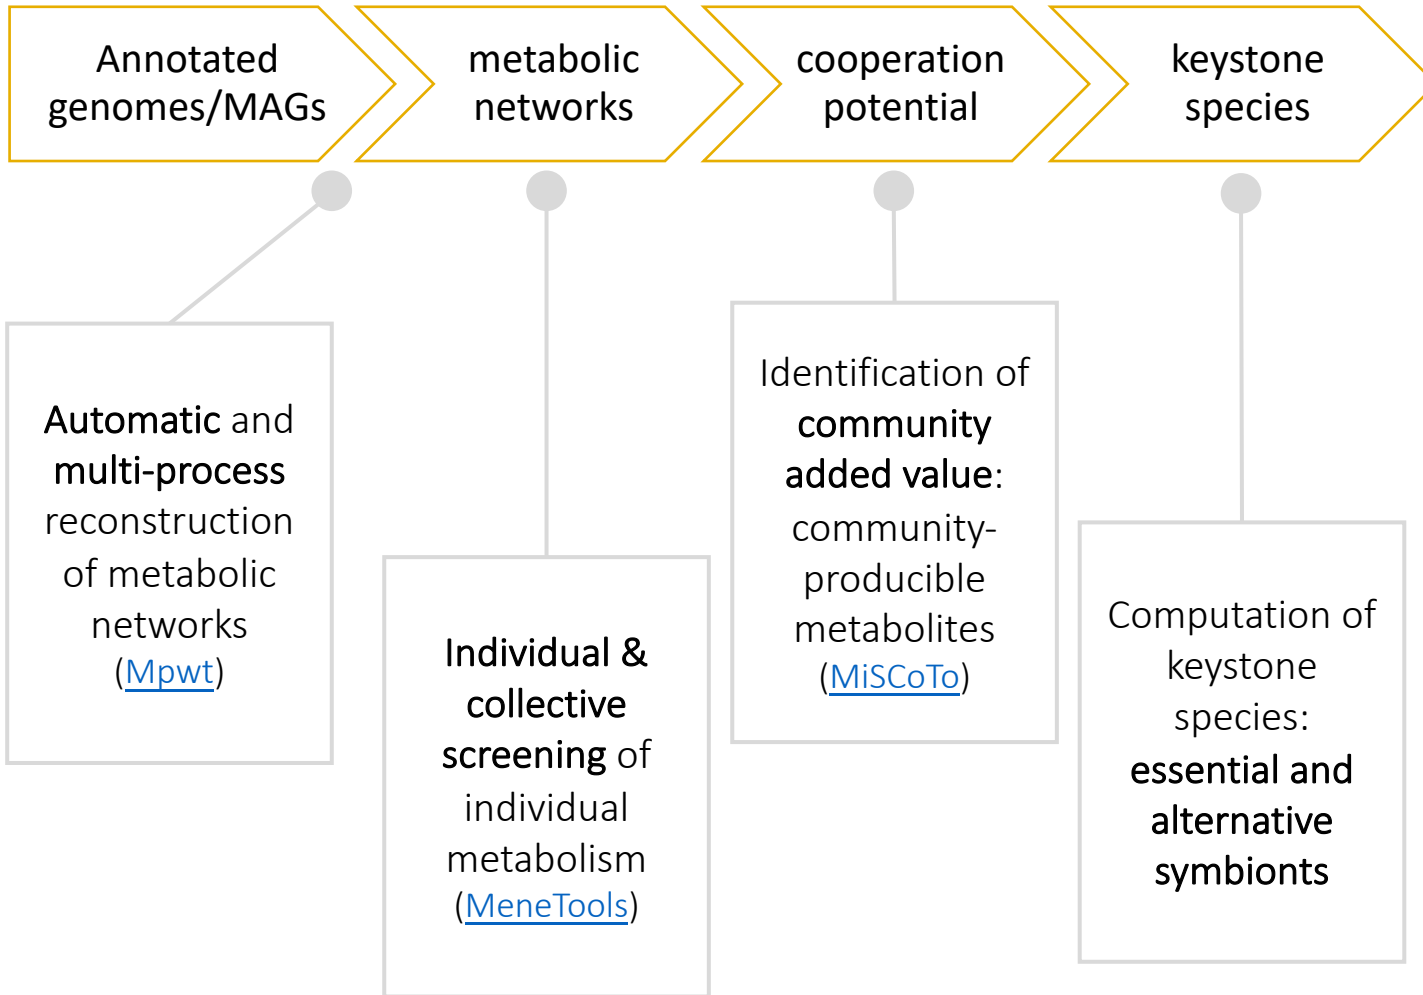 Annotated
genomes/MAGs
metabolic
networks
cooperation
potential
keystone
species
Automatic and
multi-process
reconstruction
of metabolic
networks
(Mpwt)
Individual &
collective
screening of
individual
metabolism
(MeneTools)
Identification of
community
added value:
community-
producible
metabolites
(MiSCoTo)
Computation of
keystone
species:
essential and
alternative
symbionts